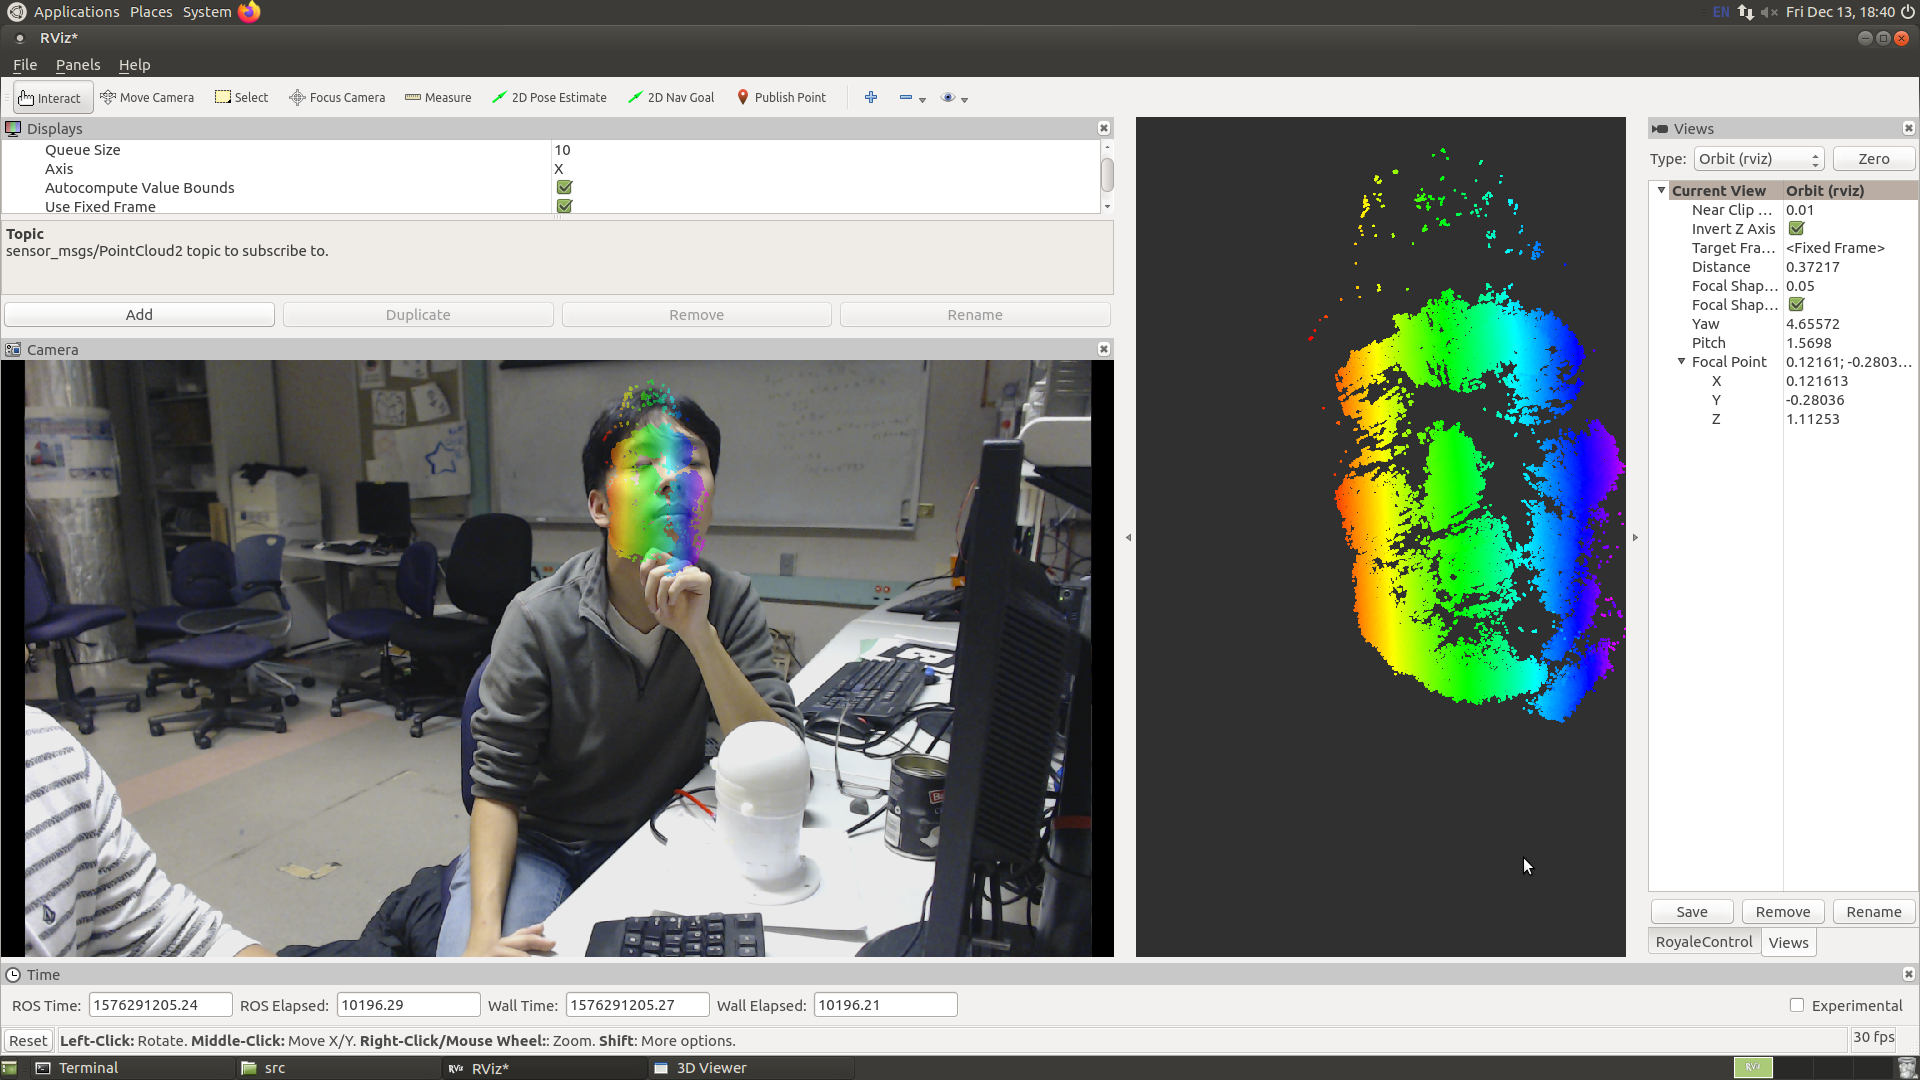 Applications Places System EN Fri Dec 13, 18:40
RViz*
File Panels Help
Interact Move Camera Select Focus Camera Measure 2D Pose Estimate 2D Nav Goal Publish Point
Displays
Queue Size 10
Axis X
Autocompute Value Bounds
Use Fixed Frame
Topic
sensor_msgs/PointCloud2 topic to subscribe to.
Add Duplicate Remove Rename
Camera
Views
Type: Orbit (rviz) Zero
Current View Orbit (rviz)
Near Clip ... 0.01
Invert Z Axis
Target Fra... <Fixed Frame>
Distance 0.37217
Focal Shap... 0.05
Focal Shap...
Yaw 4.65572
Pitch 1.5698
Focal Point 0.12161; -0.2803...
X 0.121613
Y -0.28036
Z 1.11253
Save Remove Rename
RoyaleControl Views
Time
ROS Time: 1576291205.24 ROS Elapsed: 10196.29 Wall Time: 1576291205.27 Wall Elapsed: 10196.21 Experimental
Reset Left-Click: Rotate. Middle-Click: Move X/Y. Right-Click/Mouse Wheel:: Zoom. Shift: More options. 30 fps
Terminal src RViz RViz* 3D Viewer RViz